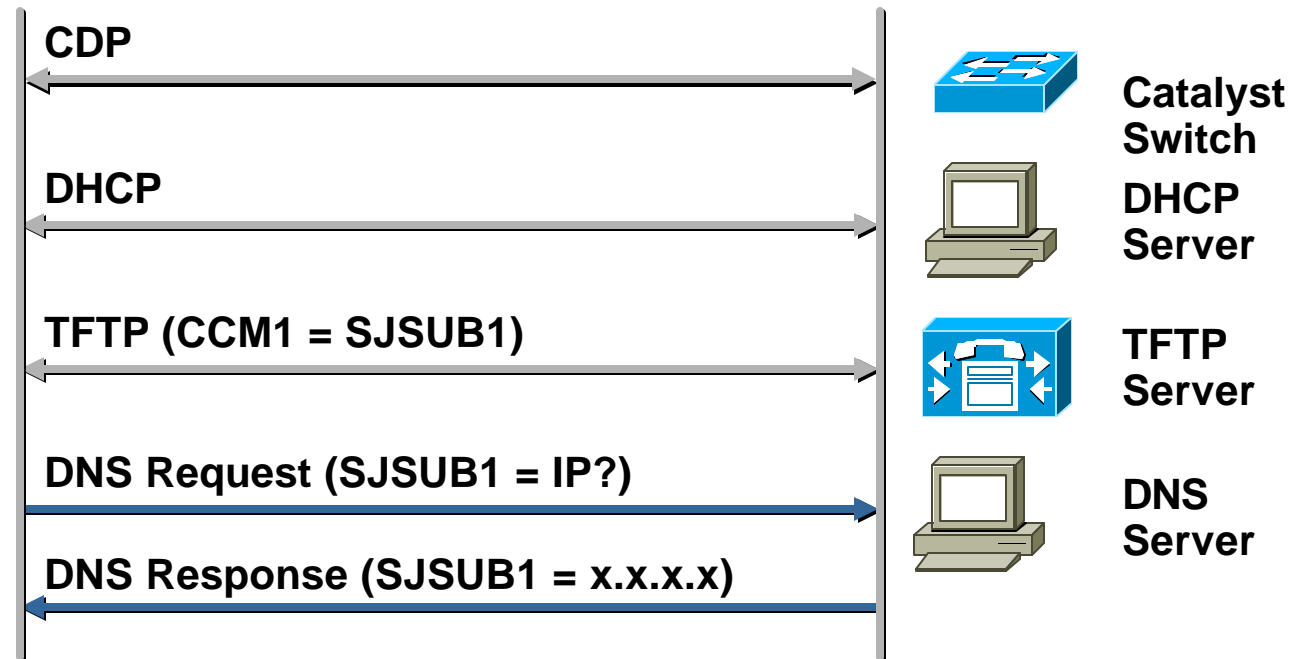 CDP
Catalyst
Switch
DHCP
DHCP
Server
TFTP (CCM1 = SJSUB1)
TFTP
Server
DNS Request (SJSUB1 = IP?)
DNS
Server
DNS Response (SJSUB1 = x.x.x.x)